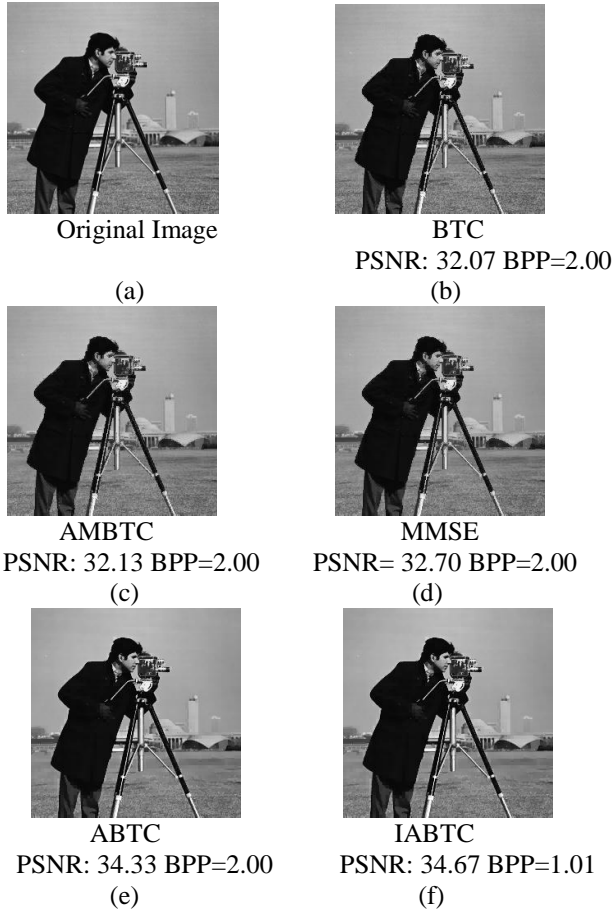 Original Image
(a)
BTC
PSNR: 32.07 BPP=2.00
(b)
AMBTC
PSNR: 32.13 BPP=2.00
(c)
MMSE
PSNR= 32.70 BPP=2.00
(d)
ABTC
PSNR: 34.33 BPP=2.00
(e)
IABTC
PSNR: 34.67 BPP=1.01
(f)